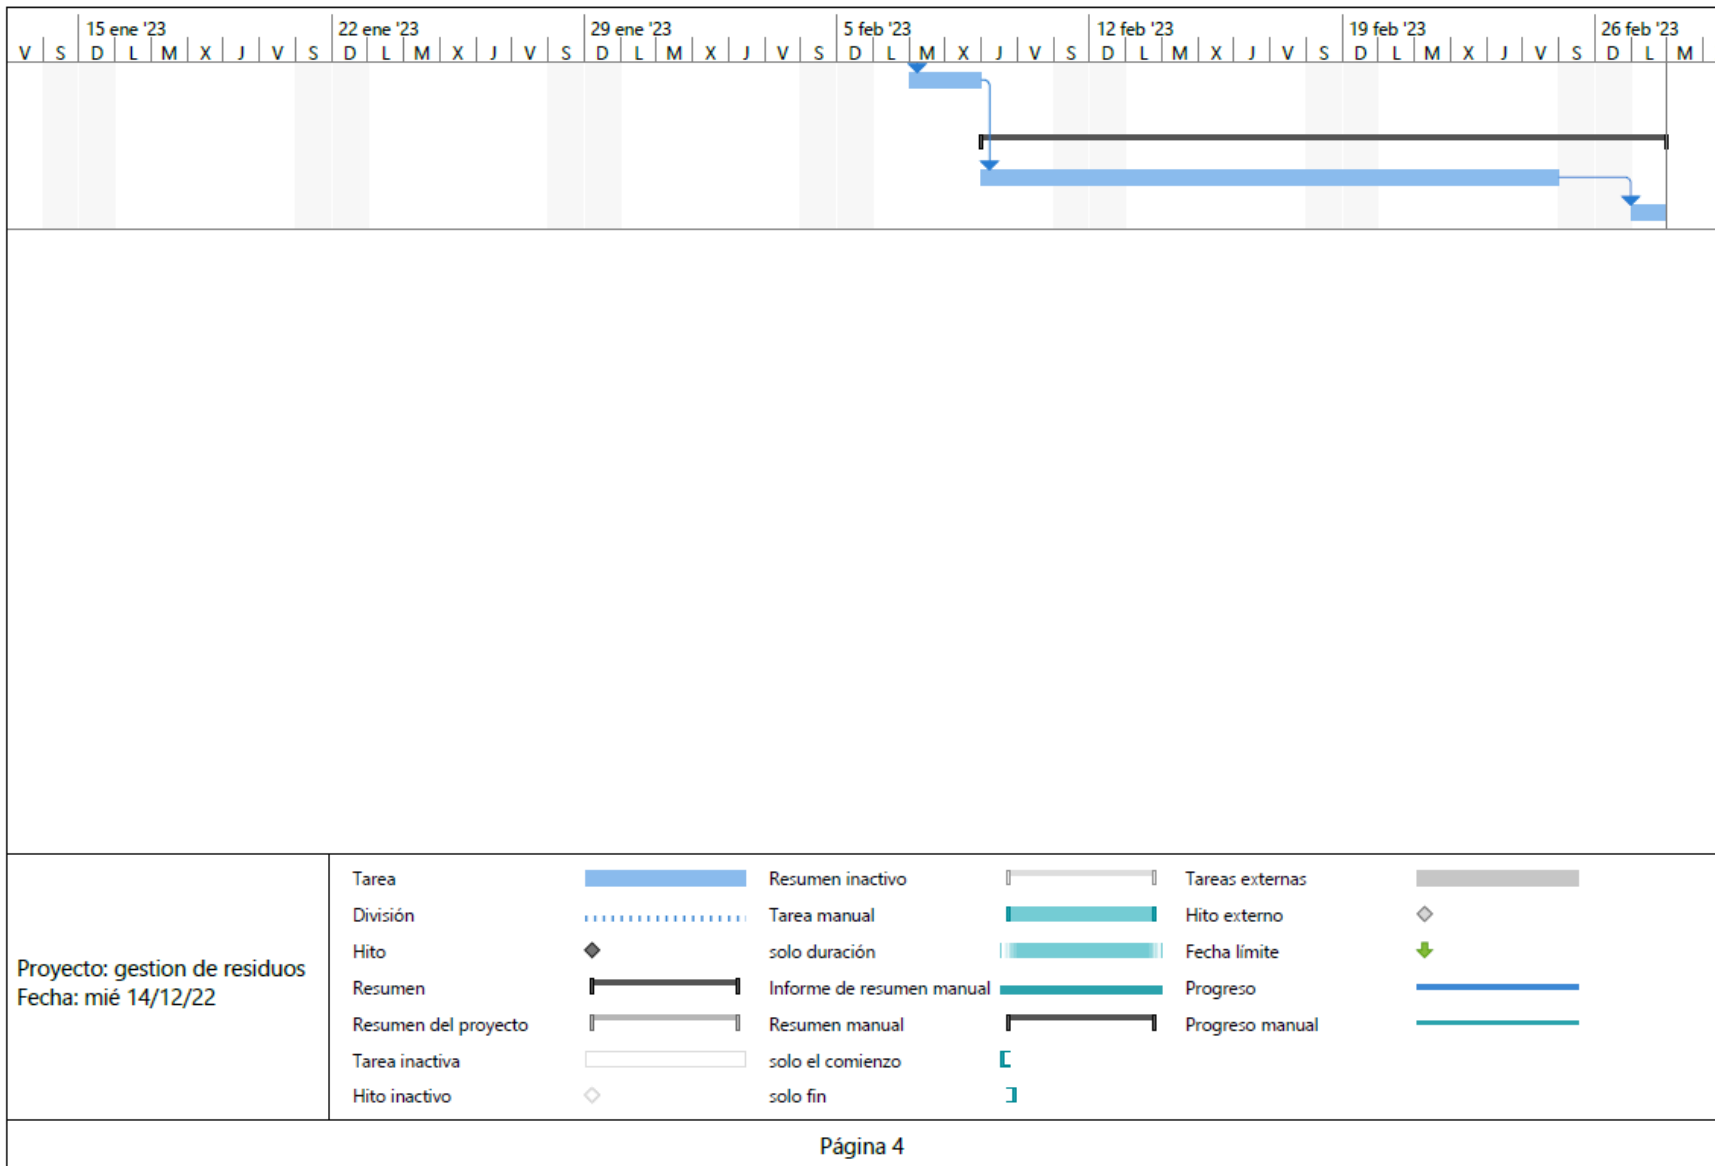 15 ene '23 22 ene '23 29 ene '23 5 feb '23 12 feb '23 19 feb '23 26 feb '23
V S D L M X J V S D L M X J V S D L M X J V S D L M X J V S D L M X J V S D L M X J V S D L M
Tarea Resumen inactivo Tareas externas
División Tarea manual Hito externo
Hito solo duración Fecha límite
Proyecto: gestion de residuos
Fecha: mié 14/12/22
Resumen Informe de resumen manual Progreso
Resumen del proyecto Resumen manual Progreso manual
Tarea inactiva solo el comienzo
Hito inactivo solo fin
Página 4